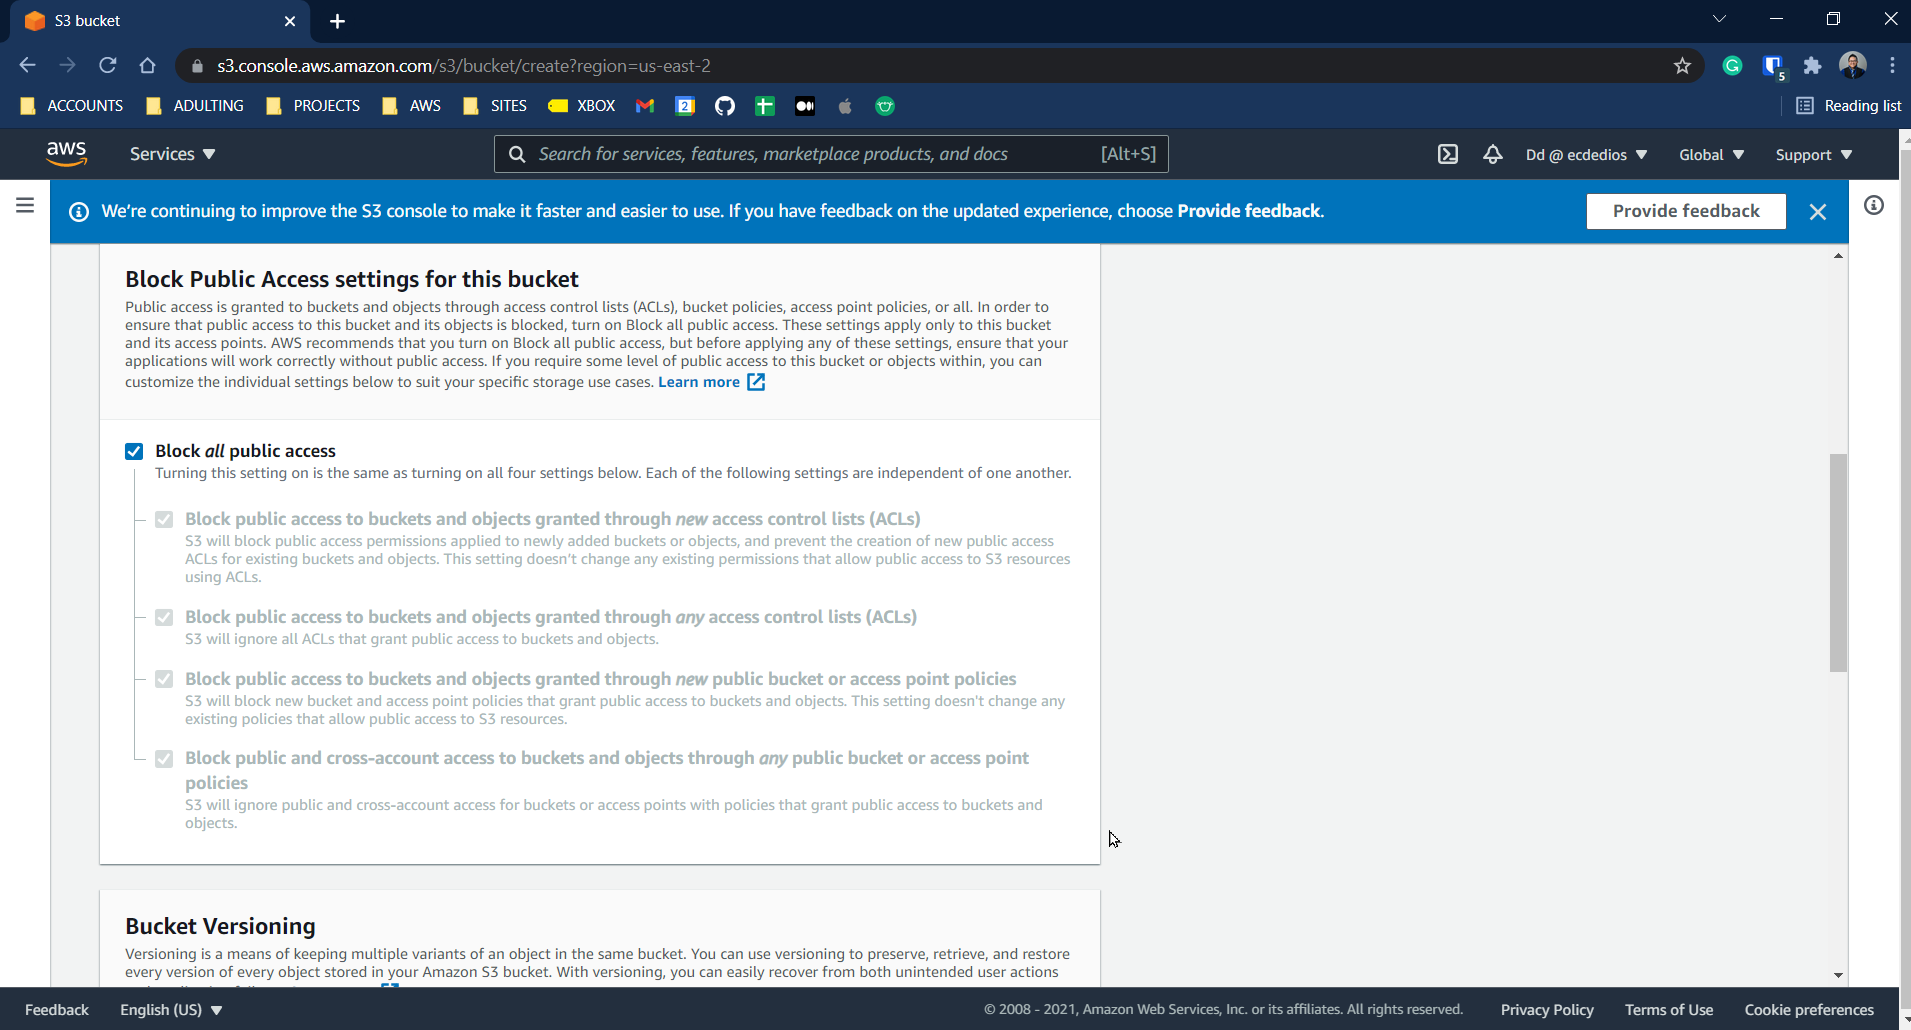 S3 bucket
s3.console.aws.amazon.com/s3/bucket/create?region=us-east-2
5
ACCOUNTS ADULTING PROJECTS AWS SITES XBOX 2 Reading list
aws Services Search for services, features, marketplace products, and docs [Alt+S] Dd @ ecdedios Global Support
We're continuing to improve the S3 console to make it faster and easier to use. If you have feedback on the updated experience, choose Provide feedback. Provide feedback
Block Public Access settings for this bucket
Public access is granted to buckets and objects through access control lists (ACLs), bucket policies, access point policies, or all. In order to
ensure that public access to this bucket and its objects is blocked, turn on Block all public access. These settings apply only to this bucket
and its access points. AWS recommends that you turn on Block all public access, but before applying any of these settings, ensure that your
applications will work correctly without public access. If you require some level of public access to this bucket or objects within, you can
customize the individual settings below to suit your specific storage use cases. Learn more
Block all public access
Turning this setting on is the same as turning on all four settings below. Each of the following settings are independent of one another.
Block public access to buckets and objects granted through new access control lists (ACLs)
S3 will block public access permissions applied to newly added buckets or objects, and prevent the creation of new public access
ACLs for existing buckets and objects. This setting doesn't change any existing permissions that allow public access to S3 resources
using ACLs.
Block public access to buckets and objects granted through any access control lists (ACLs)
S3 will ignore all ACLs that grant public access to buckets and objects.
Block public access to buckets and objects granted through new public bucket or access point policies
S3 will block new bucket and access point policies that grant public access to buckets and objects. This setting doesn't change any
existing policies that allow public access to S3 resources.
Block public and cross-account access to buckets and objects through any public bucket or access point
policies
S3 will ignore public and cross-account access for buckets or access points with policies that grant public access to buckets and
objects.
Bucket Versioning
Versioning is a means of keeping multiple variants of an object in the same bucket. You can use versioning to preserve, retrieve, and restore
every version of every object stored in your Amazon S3 bucket. With versioning, you can easily recover from both unintended user actions
Feedback English (US) © 2008 - 2021, Amazon Web Services, Inc. or its affiliates. All rights reserved. Privacy Policy Terms of Use Cookie preferences